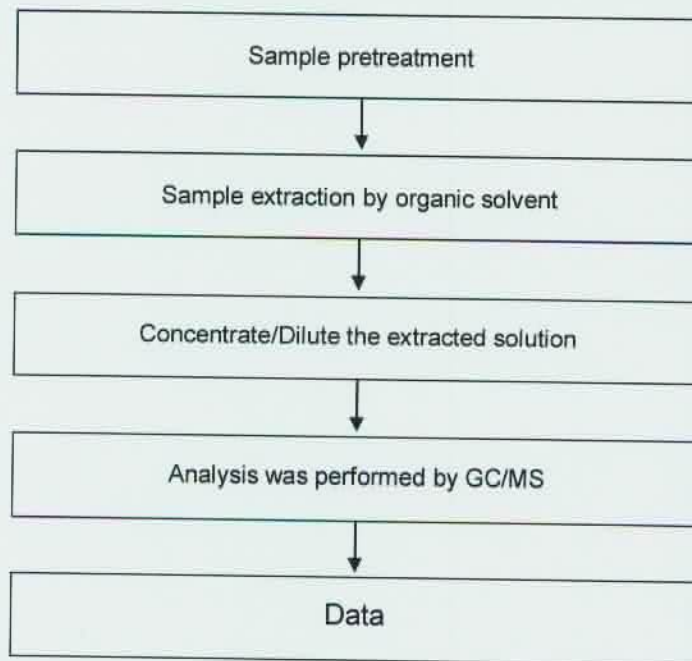 Sample pretreatment
Sample extraction by organic solvent
Concentrate/Dilute the extracted solution
Analysis was performed by GC/MS
Data